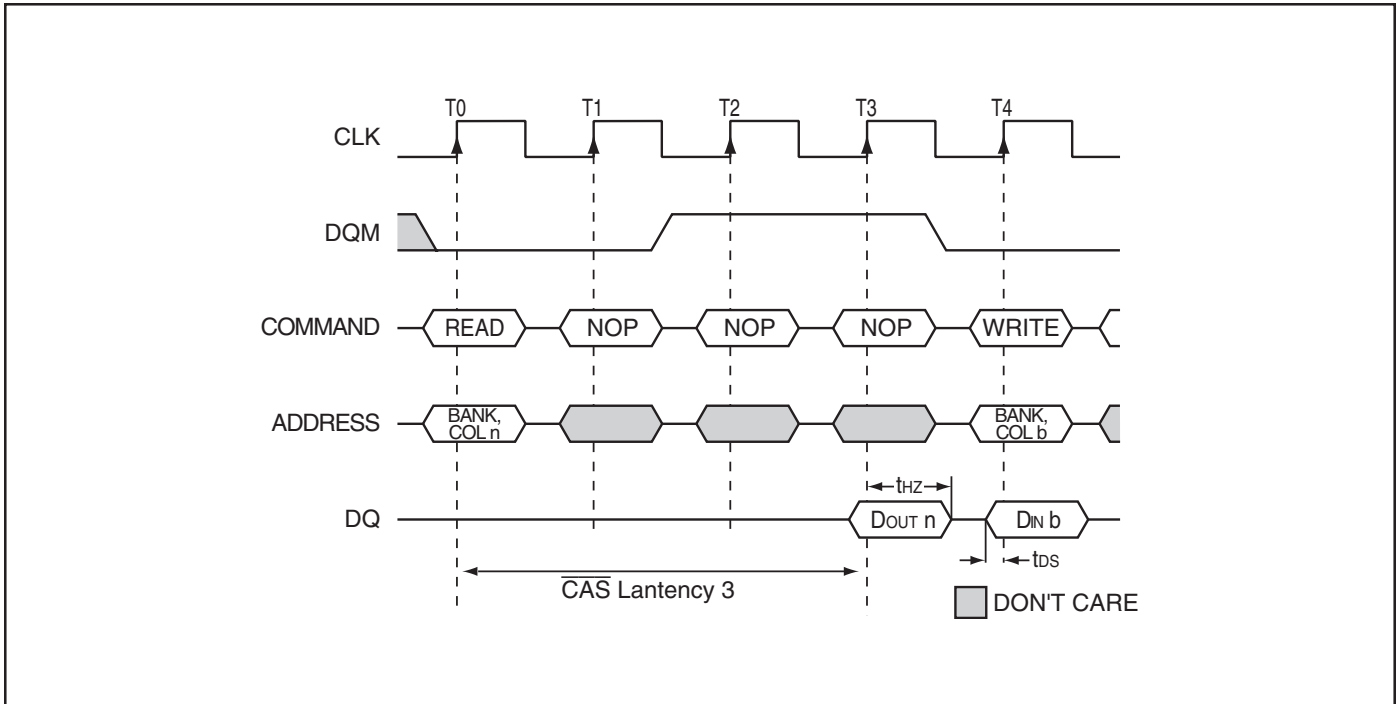 T0 T1 T2 T3 T4
CLK
DQM
COMMAND READ NOP NOP NOP WRITE
ADDRESS BANK, COL n BANK, COL b
tHZ
DQ DOUT n DIN b
tDS
CAS Lantency 3
DON'T CARE